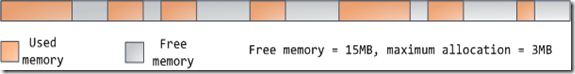 Used memory
Free memory
Free memory = 15MB, maximum allocation = 3MB